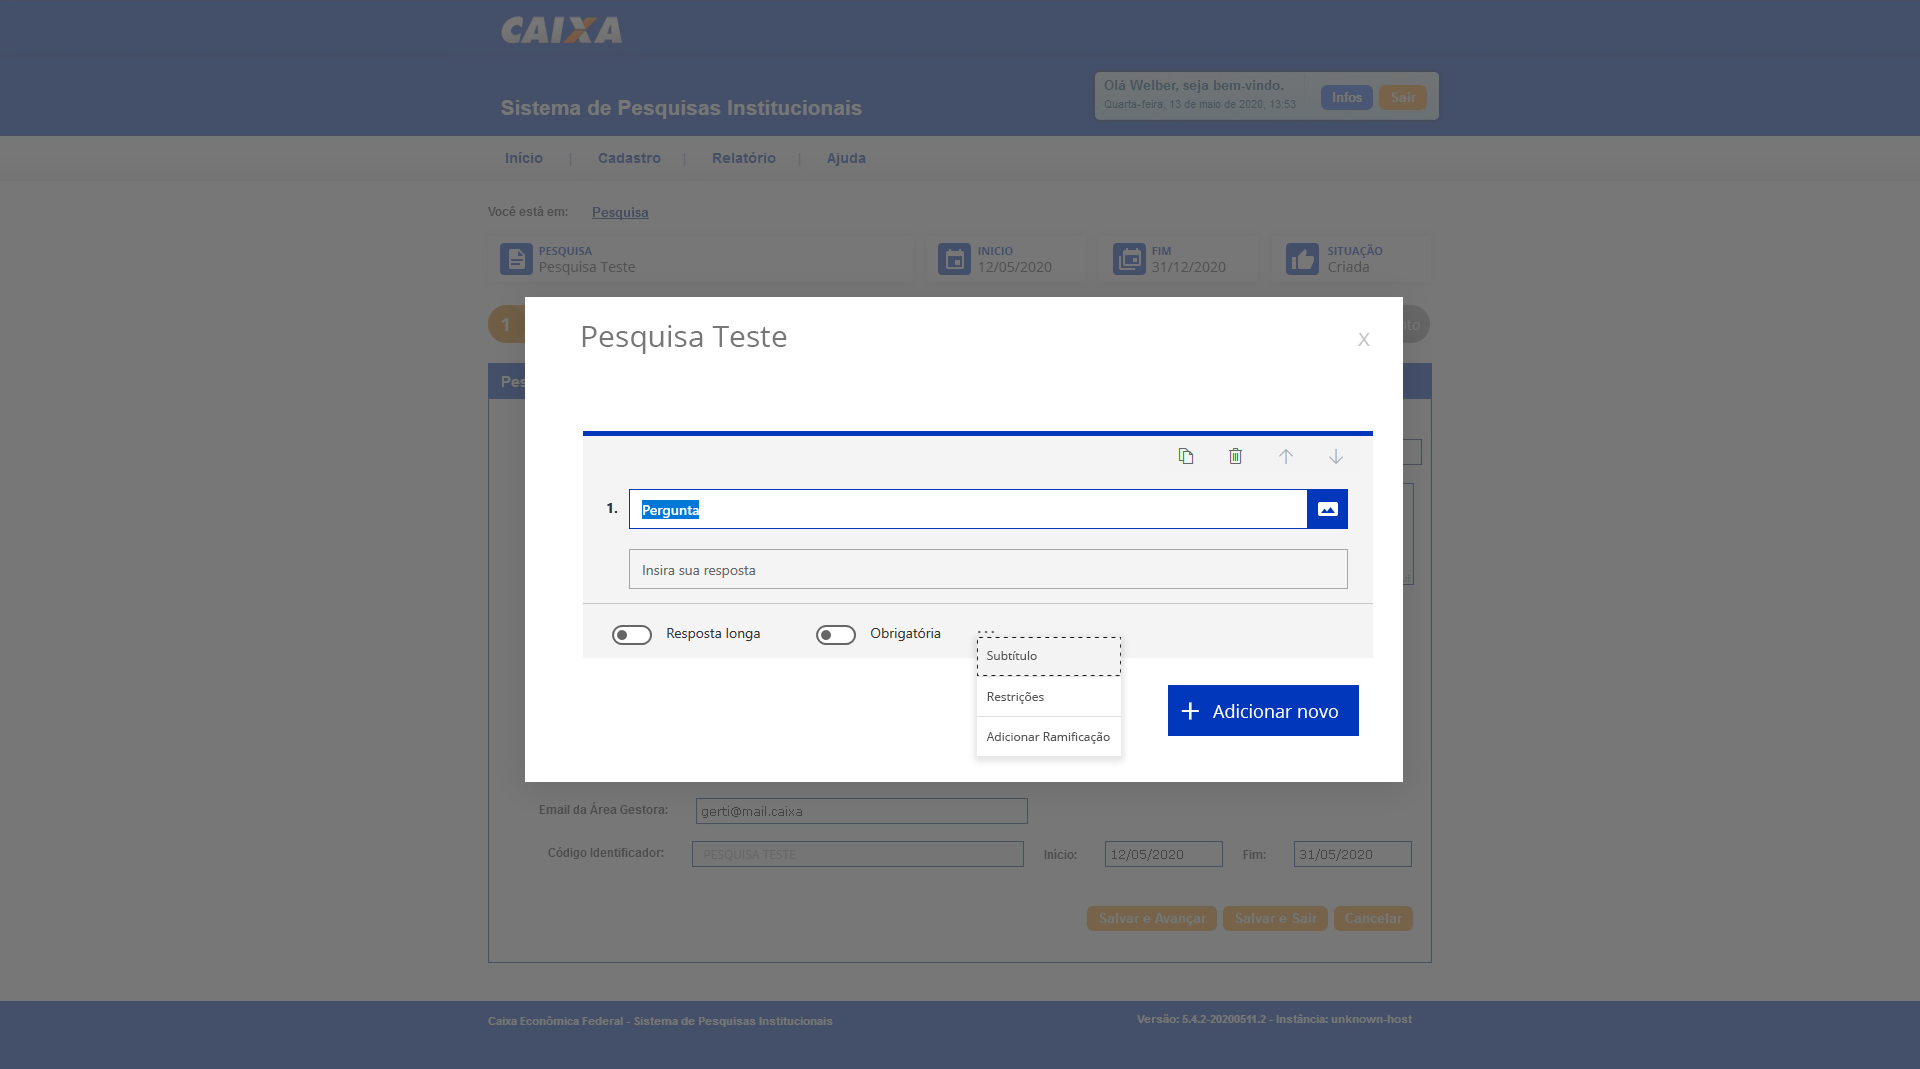 CAIXA
Olá Welber, seja bem-vindo.
Quarta-feira, 13 de maio de 2020, 13:53
Infos
Sair
Sistema de Pesquisas Institucionais
Início | Cadastro | Relatório | Ajuda
Você està em: Pesquisa
PESQUISA
Pesquisa Teste
INICIO
12/05/2020
FIM
31/12/2020
SITUAÇÃO
Criada
1
to
Pes
Pesquisa Teste
x
1. Pergunta
Insira sua resposta
Resposta longa
Obrigatória
...
Subtítulo
Restrições
Adicionar Ramificação
+ Adicionar novo
Email da Área Gestora: gerti@mail.caixa
Código Identificador: PESQUISA TESTE
Início: 12/05/2020
Fim: 31/05/2020
Salvar e Avançar
Salvar e Sair
Cancelar
Caixa Econômica Federal - Sistema de Pesquisas Institucionais
Versão: 5.4.2-20200511.2 - Instância: unknown-host